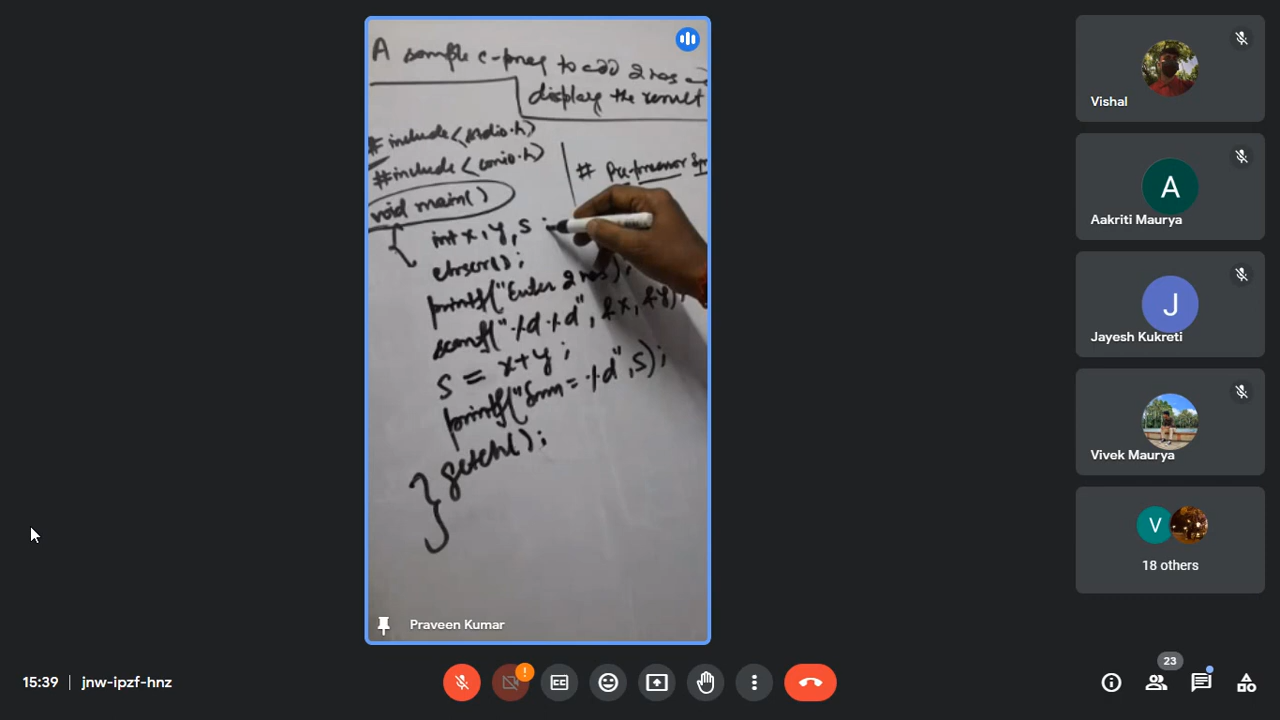 A sample c-prog to add 2 nos and
display the result
#include<stdio.h>
#include<conio.h>
# Pre-processor
void main()
{
int x, y, s ;
clrscr();
printf("Enter 2 nos");
scanf("%d %d", &x, &y);
s = x+y ;
printf("Sum = %d", s);
getch();
}
Praveen Kumar
Vishal
A
Aakriti Maurya
J
Jayesh Kukreti
Vivek Maurya
V
18 others
15:39 | jnw-ipzf-hnz
!
CC
23